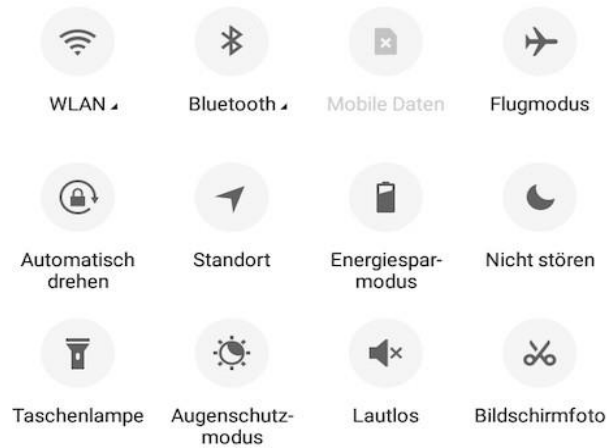 WLAN
Bluetooth
Mobile Daten
Flugmodus
Automatisch
drehen
Standort
Energiespar-
modus
Nicht stören
Taschenlampe
Augenschutz-
modus
Lautlos
Bildschirmfoto